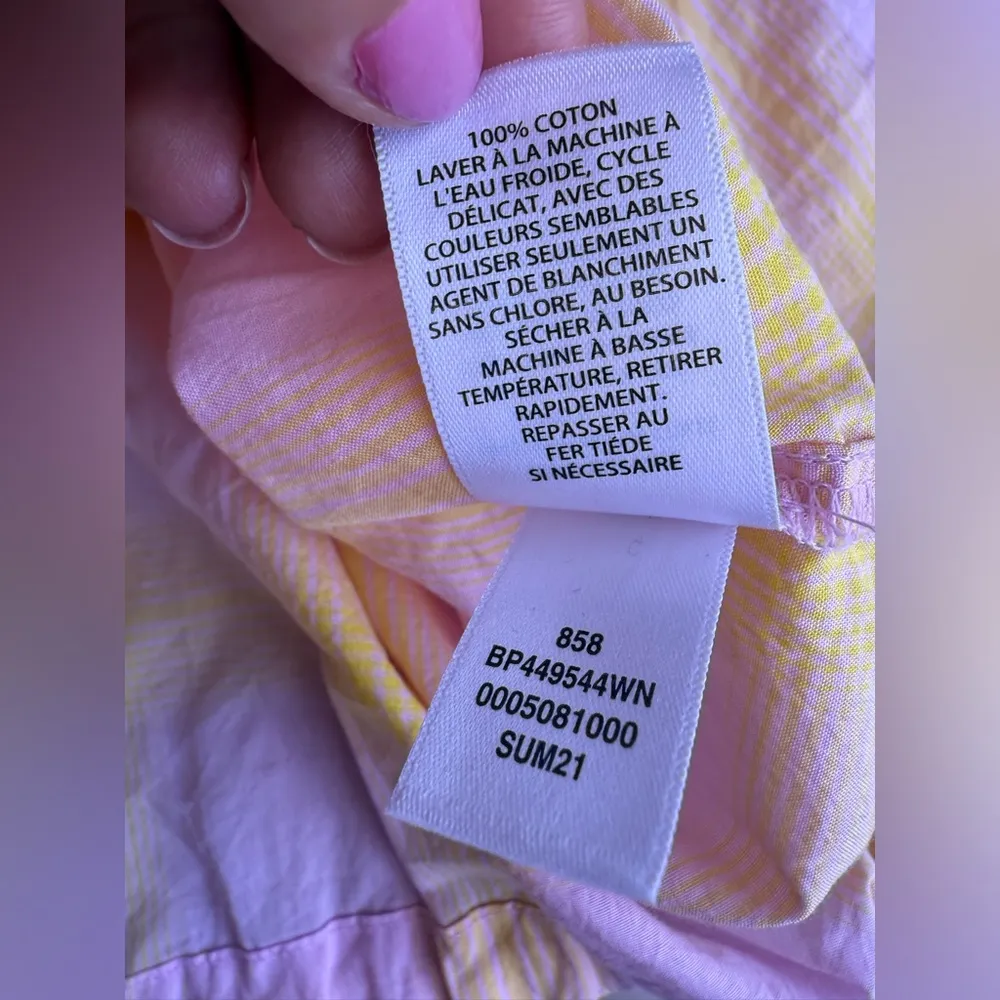 100% COTON
LAVER À LA MACHINE À
L'EAU FROIDE, CYCLE
DÉLICAT, AVEC DES
COULEURS SEMBLABLES
UTILISER SEULEMENT UN
AGENT DE BLANCHIMENT
SANS CHLORE, AU BESOIN.
SÉCHER À LA
MACHINE À BASSE
TEMPÉRATURE, RETIRER
RAPIDEMENT.
REPASSER AU
FER TIÉDE
SI NÉCESSAIRE
858
BP449544WN
0005081000
SUM21